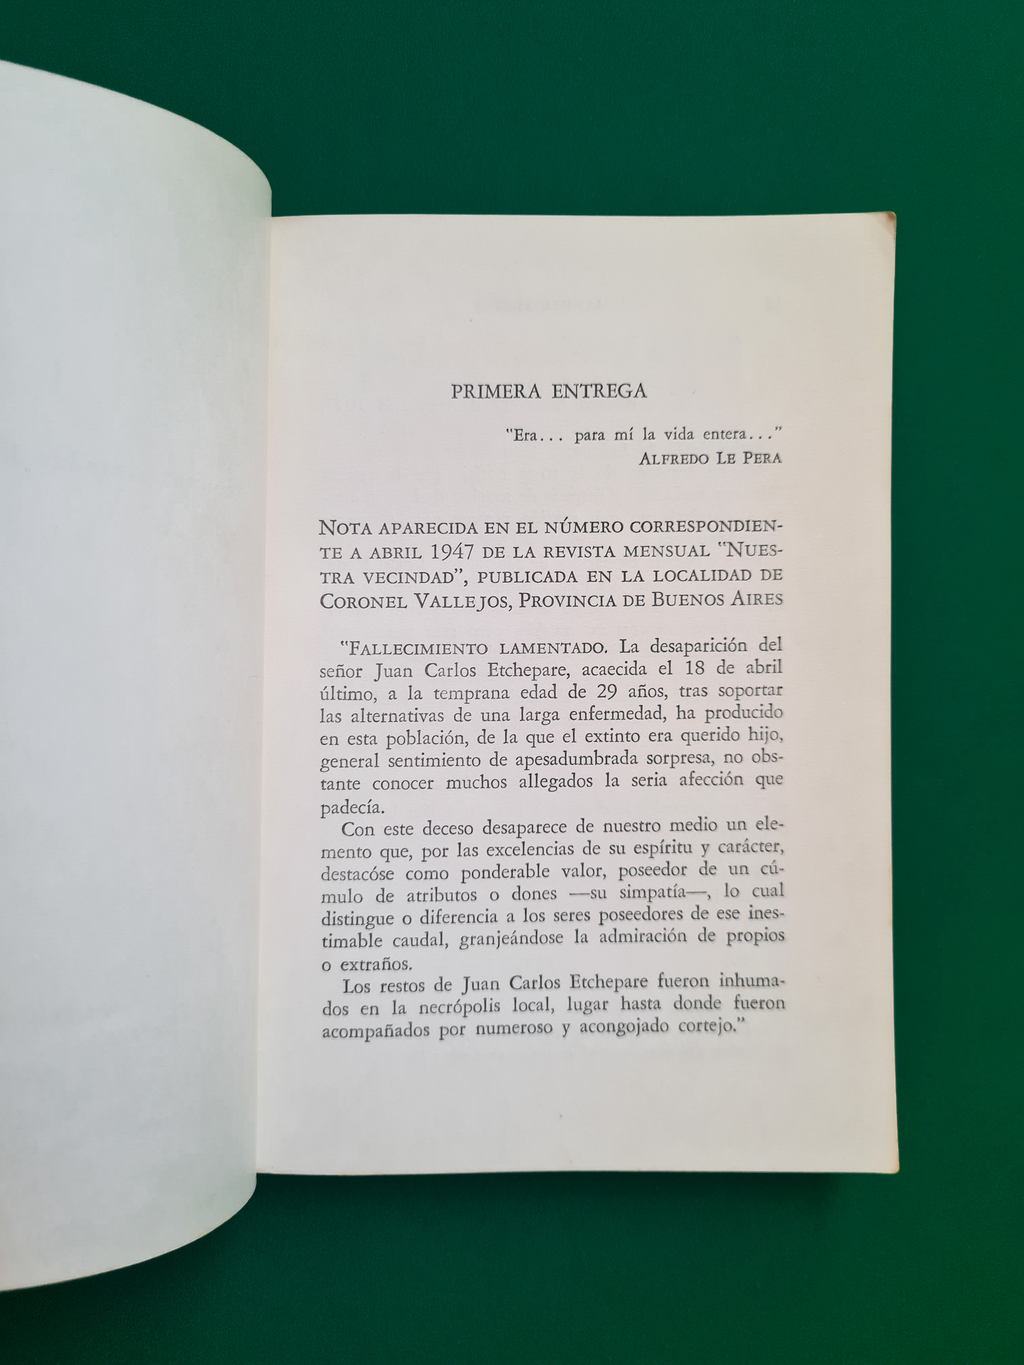 PRIMERA ENTREGA
"Era... para mí la vida entera..."
ALFREDO LE PERA
NOTA APARECIDA EN EL NÚMERO CORRESPONDIEN-
TE A ABRIL 1947 DE LA REVISTA MENSUAL "NUES-
TRA VECINDAD", PUBLICADA EN LA LOCALIDAD DE
CORONEL VALLEJOS, PROVINCIA DE BUENOS AIRES
"FALLECIMIENTO LAMENTADO. La desaparición del
señor Juan Carlos Etchepare, acaecida el 18 de abril
último, a la temprana edad de 29 años, tras soportar
las alternativas de una larga enfermedad, ha producido
en esta población, de la que el extinto era querido hijo,
general sentimiento de apesadumbrada sorpresa, no obs-
tante conocer muchos allegados la seria afección que
padecía.
Con este deceso desaparece de nuestro medio un ele-
mento que, por las excelencias de su espíritu y carácter,
destacóse como ponderable valor, poseedor de un cú-
mulo de atributos o dones —su simpatía—, lo cual
distingue o diferencia a los seres poseedores de ese ines-
timable caudal, granjeándose la admiración de propios
o extraños.
Los restos de Juan Carlos Etchepare fueron inhuma-
dos en la necrópolis local, lugar hasta donde fueron
acompañados por numeroso y acongojado cortejo."